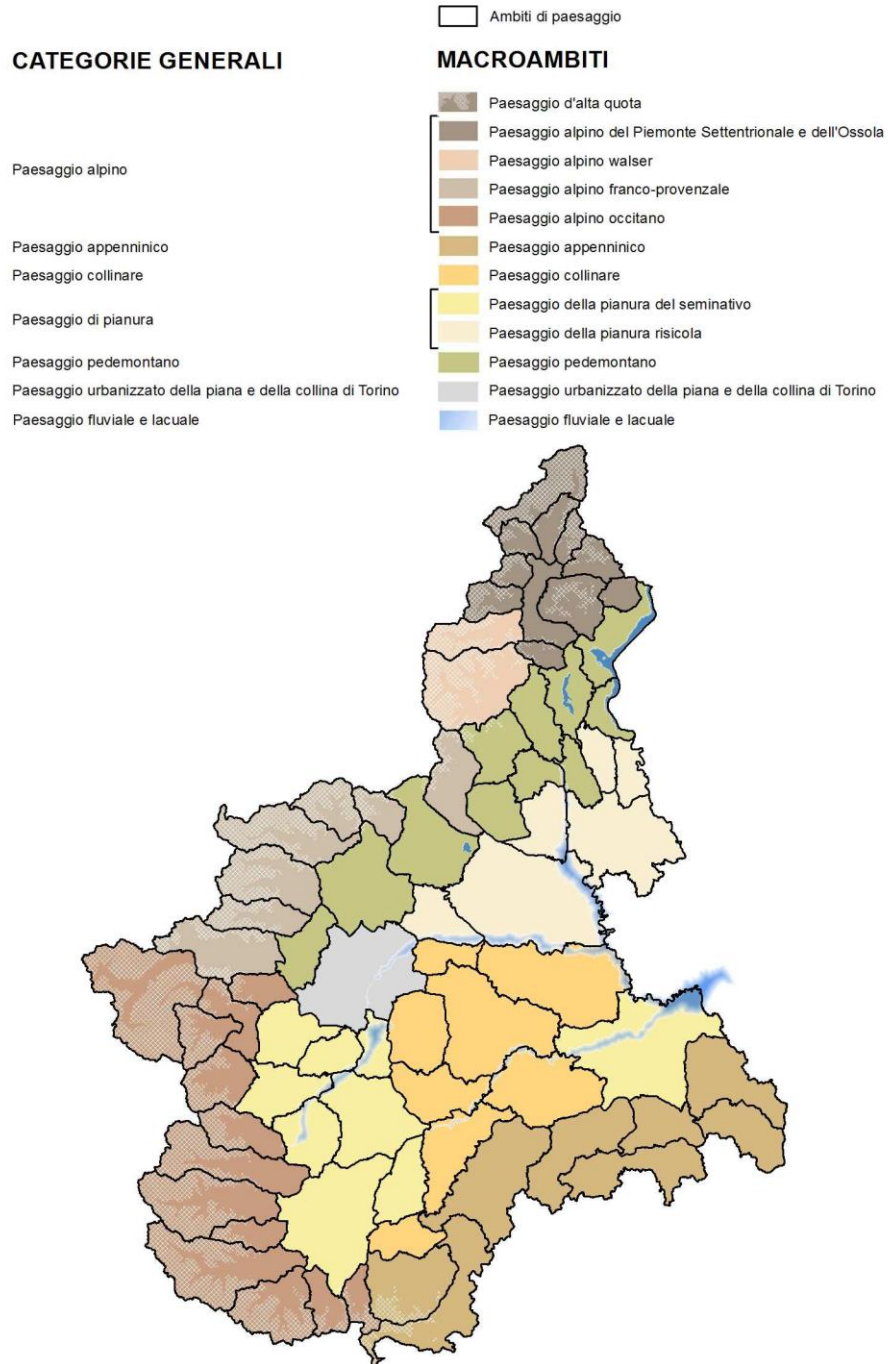 Ambiti di paesaggio
CATEGORIE GENERALI
Paesaggio alpino
Paesaggio appenninico
Paesaggio collinare
Paesaggio di pianura
Paesaggio pedemontano
Paesaggio urbanizzato della piana e della collina di Torino
Paesaggio fluviale e lacuale
MACROAMBITI
Paesaggio d'alta quota
Paesaggio alpino del Piemonte Settentrionale e dell'Ossola
Paesaggio alpino walser
Paesaggio alpino franco-provenzale
Paesaggio alpino occitano
Paesaggio appenninico
Paesaggio collinare
Paesaggio della pianura del seminativo
Paesaggio della pianura risicola
Paesaggio pedemontano
Paesaggio urbanizzato della piana e della collina di Torino
Paesaggio fluviale e lacuale